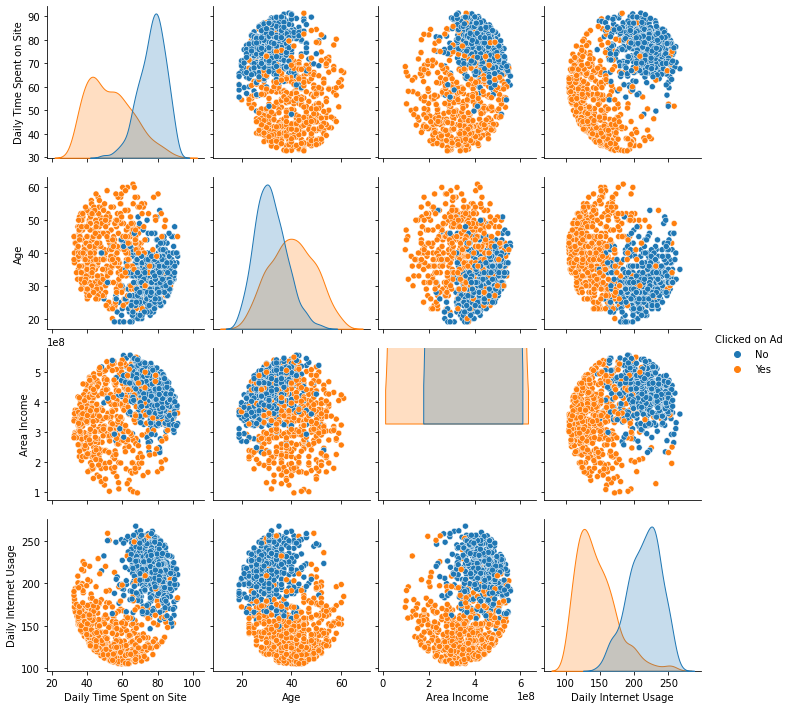 90
80
70
60
50
40
30
Daily Time Spent on Site
60
50
40
30
20
Age
1e8
5
4
3
2
1
Area Income
Clicked on Ad
No
Yes
250
200
150
100
Daily Internet Usage
20 40 60 80 100
Daily Time Spent on Site
20 40 60
Age
0 2 4 6
1e8
Area Income
100 150 200 250
Daily Internet Usage